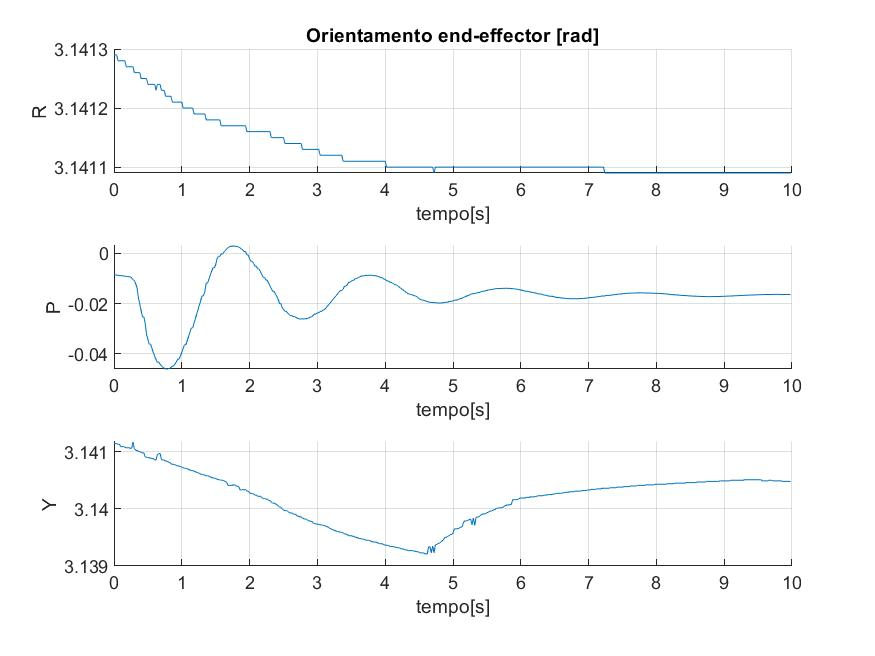 Orientamento end-effector [rad]
3.1413
3.1412
3.1411
R
0 1 2 3 4 5 6 7 8 9 10
tempo[s]
0
-0.02
-0.04
P
0 1 2 3 4 5 6 7 8 9 10
tempo[s]
3.141
3.14
3.139
Y
0 1 2 3 4 5 6 7 8 9 10
tempo[s]